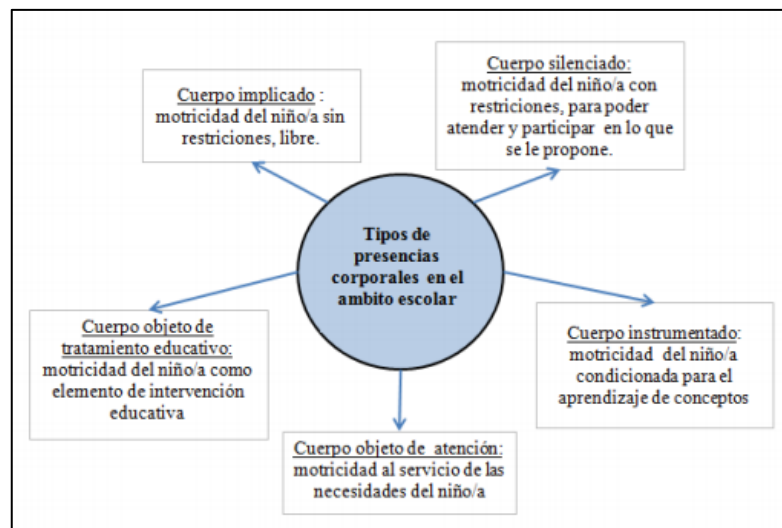 Cuerpo implicado :
motricidad del niño/a sin
restricciones, libre.
Cuerpo silenciado:
motricidad del niño/a con
restricciones, para poder
atender y participar en lo que
se le propone.
Tipos de
presencias
corporales en el
ambito escolar
Cuerpo objeto de
tratamiento educativo:
motricidad del niño/a como
elemento de intervención
educativa
Cuerpo instrumentado:
motricidad del niño/a
condicionada para el
aprendizaje de conceptos
Cuerpo objeto de atención:
motricidad al servicio de las
necesidades del niño/a